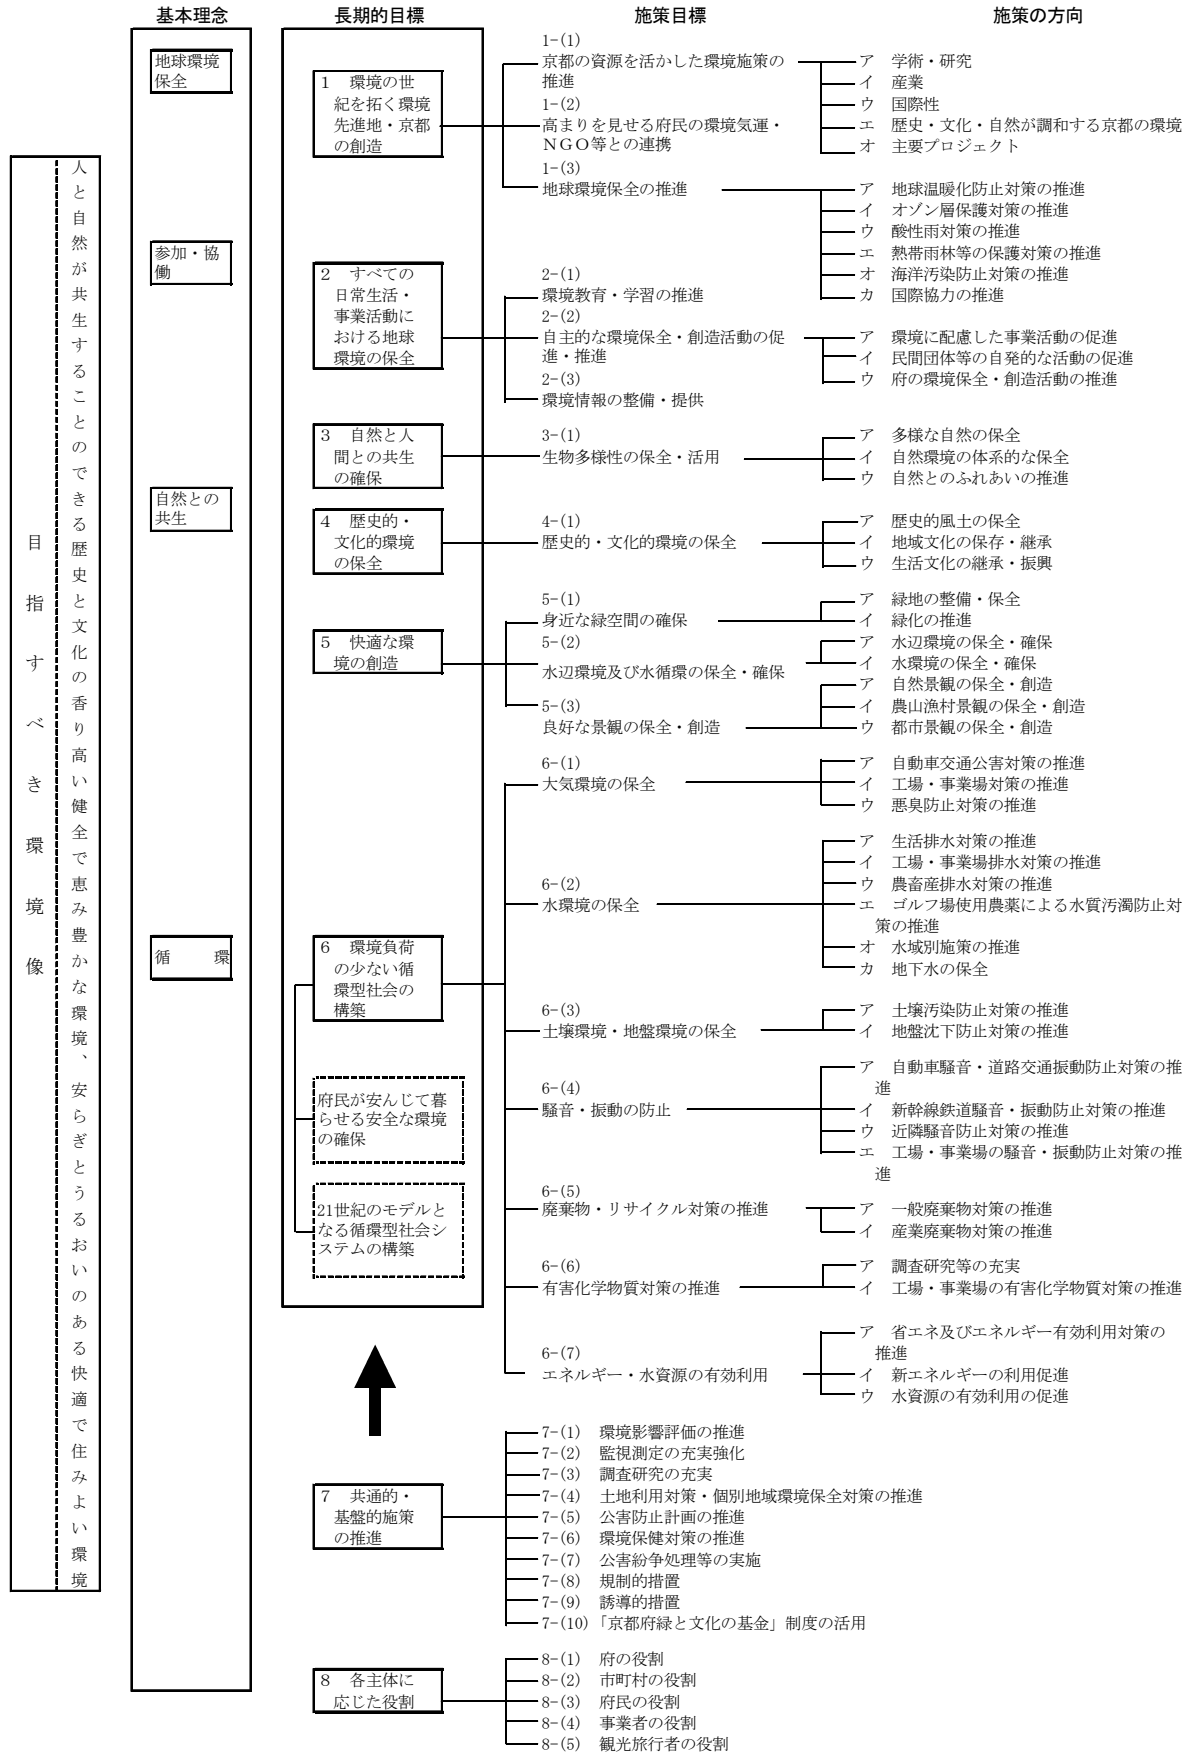 基本理念
長期的目標
施策目標
施策の方向
目指すべき環境像
人と自然が共生することのできる歴史と文化の香り高い健全で恵み豊かな環境、安らぎとうるおいのある快適で住みよい環境
地球環境
保全
参加・協
働
自然との
共生
循　　環
1　環境の世
紀を拓く環境
先進地・京都
の創造
1-(1)
京都の資源を活かした環境施策の
推進
ア　学術・研究
イ　産業
ウ　国際性
エ　歴史・文化・自然が調和する京都の環境
オ　主要プロジェクト
1-(2)
高まりを見せる府民の環境気運・
ＮＧＯ等との連携
1-(3)
地球環境保全の推進
ア　地球温暖化防止対策の推進
イ　オゾン層保護対策の推進
ウ　酸性雨対策の推進
エ　熱帯雨林等の保護対策の推進
オ　海洋汚染防止対策の推進
カ　国際協力の推進
2　すべての
日常生活・
事業活動に
おける地球
環境の保全
2-(1)
環境教育・学習の推進
2-(2)
自主的な環境保全・創造活動の促
進・推進
ア　環境に配慮した事業活動の促進
イ　民間団体等の自発的な活動の促進
ウ　府の環境保全・創造活動の推進
2-(3)
環境情報の整備・提供
3　自然と人
間との共生
の確保
3-(1)
生物多様性の保全・活用
ア　多様な自然の保全
イ　自然環境の体系的な保全
ウ　自然とのふれあいの推進
4　歴史的・
文化的環境
の保全
4-(1)
歴史的・文化的環境の保全
ア　歴史的風土の保全
イ　地域文化の保存・継承
ウ　生活文化の継承・振興
5　快適な環
境の創造
5-(1)
身近な緑空間の確保
ア　緑地の整備・保全
イ　緑化の推進
5-(2)
水辺環境及び水循環の保全・確保
ア　水辺環境の保全・確保
イ　水環境の保全・確保
5-(3)
良好な景観の保全・創造
ア　自然景観の保全・創造
イ　農山漁村景観の保全・創造
ウ　都市景観の保全・創造
6　環境負荷
の少ない循
環型社会の
構築
府民が安んじて暮
らせる安全な環境
の確保
21世紀のモデルと
なる循環型社会シ
ステムの構築
6-(1)
大気環境の保全
ア　自動車交通公害対策の推進
イ　工場・事業場対策の推進
ウ　悪臭防止対策の推進
6-(2)
水環境の保全
ア　生活排水対策の推進
イ　工場・事業場排水対策の推進
ウ　農畜産排水対策の推進
エ　ゴルフ場使用農薬による水質汚濁防止対
策の推進
オ　水域別施策の推進
カ　地下水の保全
6-(3)
土壌環境・地盤環境の保全
ア　土壌汚染防止対策の推進
イ　地盤沈下防止対策の推進
6-(4)
騒音・振動の防止
ア　自動車騒音・道路交通振動防止対策の推
進
イ　新幹線鉄道騒音・振動防止対策の推進
ウ　近隣騒音防止対策の推進
エ　工場・事業場の騒音・振動防止対策の推
進
6-(5)
廃棄物・リサイクル対策の推進
ア　一般廃棄物対策の推進
イ　産業廃棄物対策の推進
6-(6)
有害化学物質対策の推進
ア　調査研究等の充実
イ　工場・事業場の有害化学物質対策の推進
6-(7)
エネルギー・水資源の有効利用
ア　省エネ及びエネルギー有効利用対策の
推進
イ　新エネルギーの利用促進
ウ　水資源の有効利用の促進
7　共通的・
基盤的施策
の推進
7-(1)　環境影響評価の推進
7-(2)　監視測定の充実強化
7-(3)　調査研究の充実
7-(4)　土地利用対策・個別地域環境保全対策の推進
7-(5)　公害防止計画の推進
7-(6)　環境保健対策の推進
7-(7)　公害紛争処理等の実施
7-(8)　規制的措置
7-(9)　誘導的措置
7-(10)「京都府緑と文化の基金」制度の活用
8　各主体に
応じた役割
8-(1)　府の役割
8-(2)　市町村の役割
8-(3)　府民の役割
8-(4)　事業者の役割
8-(5)　観光旅行者の役割